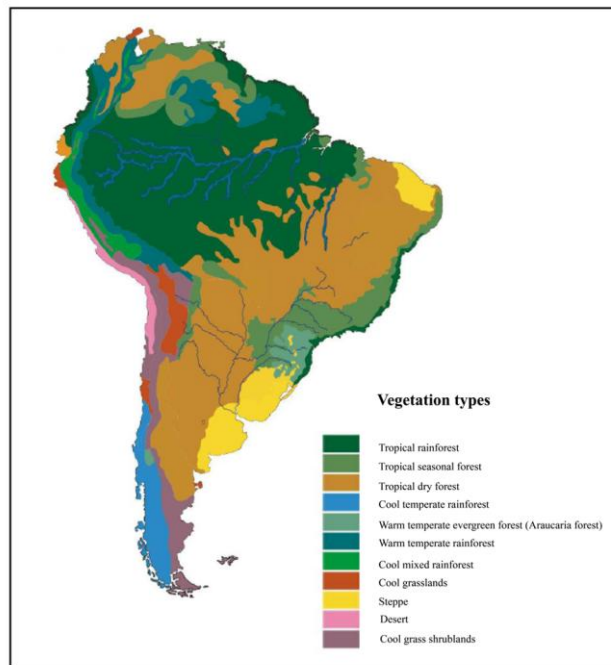 Vegetation types
Tropical rainforest
Tropical seasonal forest
Tropical dry forest
Cool temperate rainforest
Warm temperate evergreen forest (Araucaria forest)
Warm temperate rainforest
Cool mixed rainforest
Cool grasslands
Steppe
Desert
Cool grass shrublands